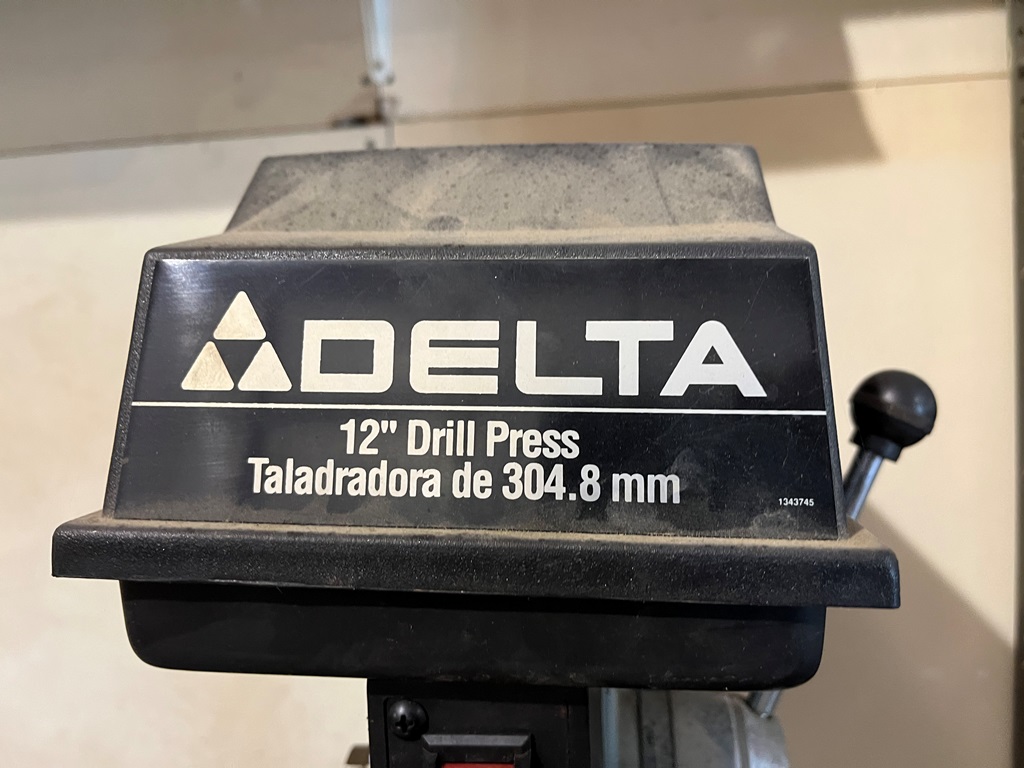 DELTA
12" Drill Press
Taladradora de 304.8 mm
1343745